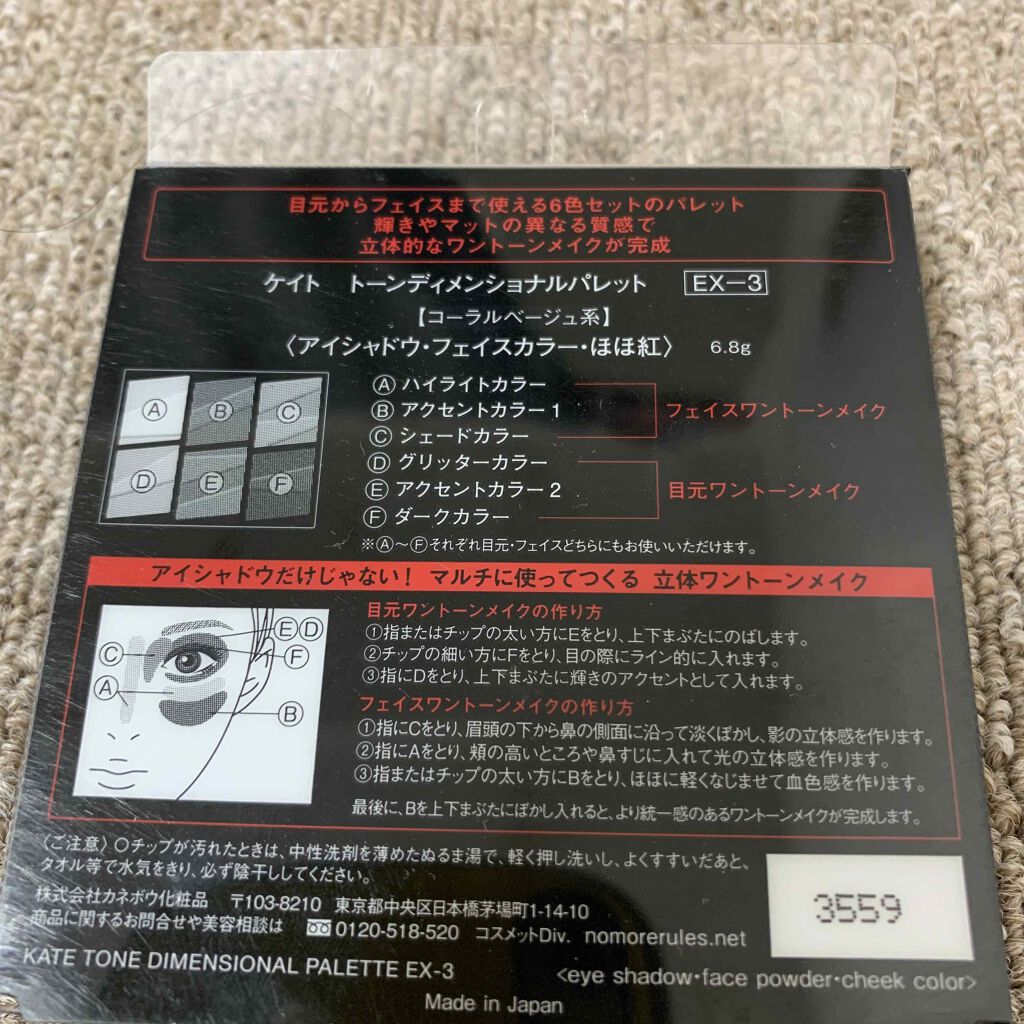 目元からフェイスまで使える6色セットのパレット
輝きやマットの異なる質感で
立体的なワントーンメイクが完成
ケイト トーンディメンショナルパレット EX-3
【コーラルベージュ系】
〈アイシャドウ・フェイスカラー・ほほ紅〉 6.8g
A B C
D E F
Ⓐ ハイライトカラー
Ⓑ アクセントカラー1
Ⓒ シェードカラー
フェイスワントーンメイク
Ⓓ グリッターカラー
Ⓔ アクセントカラー2
Ⓕ ダークカラー
目元ワントーンメイク
※Ⓐ～Ⓕそれぞれ目元・フェイスどちらにもお使いいただけます。
アイシャドウだけじゃない! マルチに使ってつくる 立体ワントーンメイク
Ⓔ Ⓓ
Ⓒ Ⓕ
Ⓐ
Ⓑ
目元ワントーンメイクの作り方
①指またはチップの太い方にEをとり、上下まぶたにのばします。
②チップの細い方にFをとり、目の際にライン的に入れます。
③指にDをとり、上下まぶたに輝きのアクセントとして入れます。
フェイスワントーンメイクの作り方
①指にCをとり、眉頭の下から鼻の側面に沿って淡くぼかし、影の立体感を作ります。
②指にAをとり、頬の高いところや鼻すじに入れて光の立体感を作ります。
③指またはチップの太い方にBをとり、ほほに軽くなじませて血色感を作ります。
最後に、Bを上下まぶたにぼかし入れると、より統一感のあるワントーンメイクが完成します。
〈ご注意〉○チップが汚れたときは、中性洗剤を薄めたぬるま湯で、軽く押し洗いし、よくすすいだあと、
タオル等で水気をきり、必ず陰干ししてください。
株式会社カネボウ化粧品 〒103-8210 東京都中央区日本橋茅場町1-14-10
商品に関するお問合せや美容相談は 0120-518-520 コスメットDiv. nomorerules.net
3559
KATE TONE DIMENSIONAL PALETTE EX-3
<eye shadow・face powder・cheek color>
Made in Japan